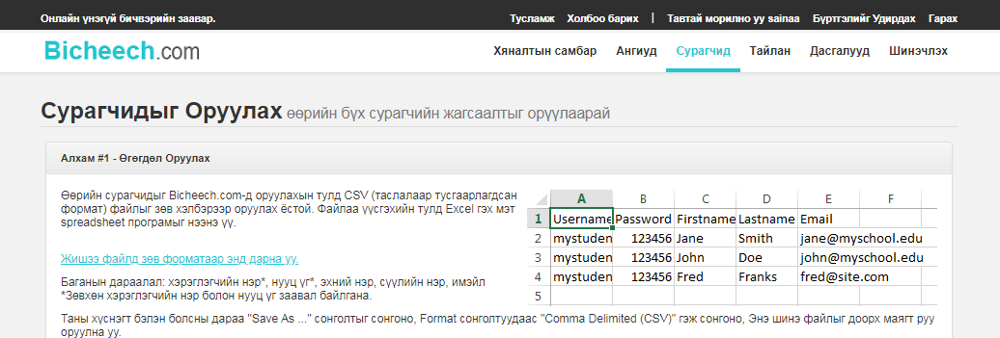 Онлайн үнэгүй бичвэрийн заавар. Тусламж Холбоо барих | Тавтай морилно уу sainaa Бүртгэлийг Удирдах Гарах
Bicheech.com Хяналтын самбар Ангиуд Сурагчид Тайлан Дасгалууд Шинэчлэх
Сурагчидыг Оруулах өөрийн бүх сурагчийн жагсаалтыг оруулаарай
Алхам #1 - Өгөгдөл Оруулах
Өөрийн сурагчидыг Bicheech.com-д оруулахын тулд CSV (таслалаар тусгаарлагдсан
формат) файлыг зөв хэлбэрээр оруулах ёстой. Файлаа үүсгэхийн тулд Excel гэх мэт
spreadsheet програмыг нээнэ үү.
Жишээ файлд зөв форматаар энд дарна уу.
Баганын дараалал: хэрэглэгчийн нэр*, нууц үг*, эхний нэр, сүүлийн нэр, имэйл
*Зөвхөн хэрэглэгчийн нэр болон нууц үг заавал байлгана.
A B C D E F
1 Username Password Firstname Lastname Email
2 mystuden 123456 Jane Smith jane@myschool.edu
3 mystuden 123456 John Doe john@myschool.edu
4 mystuden 123456 Fred Franks fred@site.com
5
Таны хүснэгт бэлэн болсны дараа "Save As ..." сонголтыг сонгоно, Format сонголтуудаас "Comma Delimited (CSV)" гэж сонгоно, Энэ шинэ файлыг доорх маягт руу
оруулна уу.